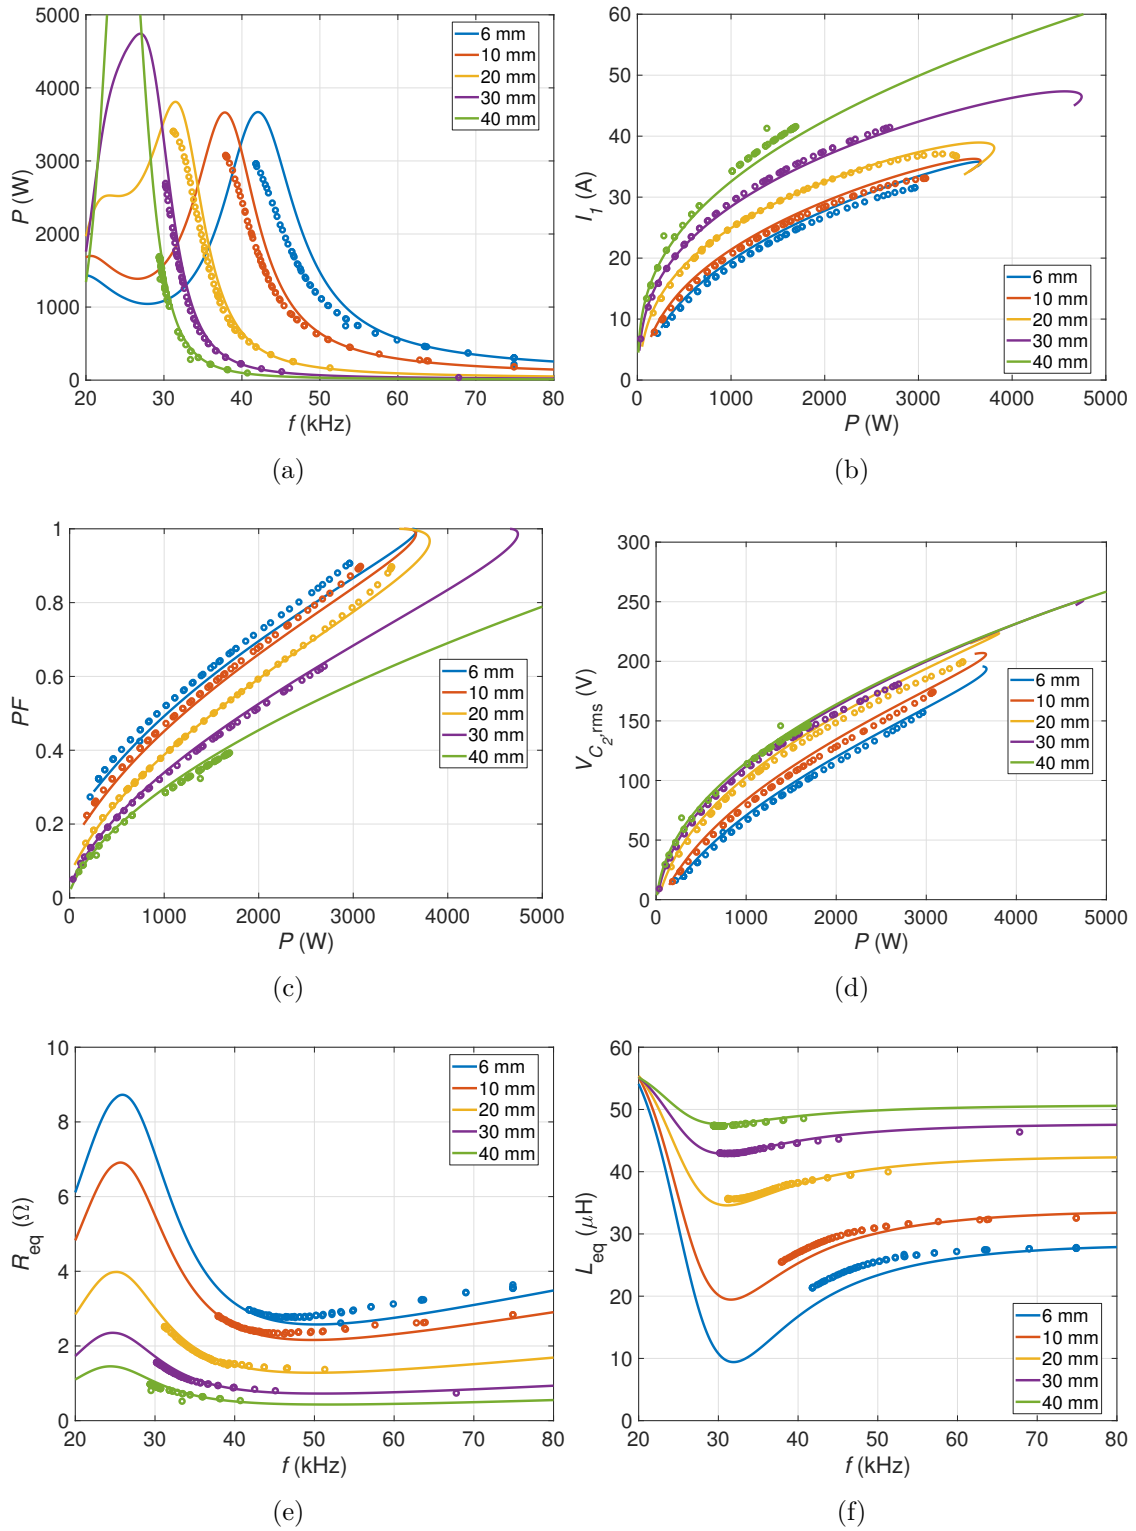 5000
4000
3000
2000
1000
0
P (W)
20 30 40 50 60 70 80
f (kHz)
6 mm
10 mm
20 mm
30 mm
40 mm
(a)
60
50
40
30
20
10
0
I1 (A)
0 1000 2000 3000 4000 5000
P (W)
6 mm
10 mm
20 mm
30 mm
40 mm
(b)
1
0.8
0.6
0.4
0.2
0
PF
0 1000 2000 3000 4000 5000
P (W)
6 mm
10 mm
20 mm
30 mm
40 mm
(c)
300
250
200
150
100
50
0
VC2,rms (V)
0 1000 2000 3000 4000 5000
P (W)
6 mm
10 mm
20 mm
30 mm
40 mm
(d)
10
8
6
4
2
0
Req (Ω)
20 30 40 50 60 70 80
f (kHz)
6 mm
10 mm
20 mm
30 mm
40 mm
(e)
60
50
40
30
20
10
0
Leq (μH)
20 30 40 50 60 70 80
f (kHz)
6 mm
10 mm
20 mm
30 mm
40 mm
(f)